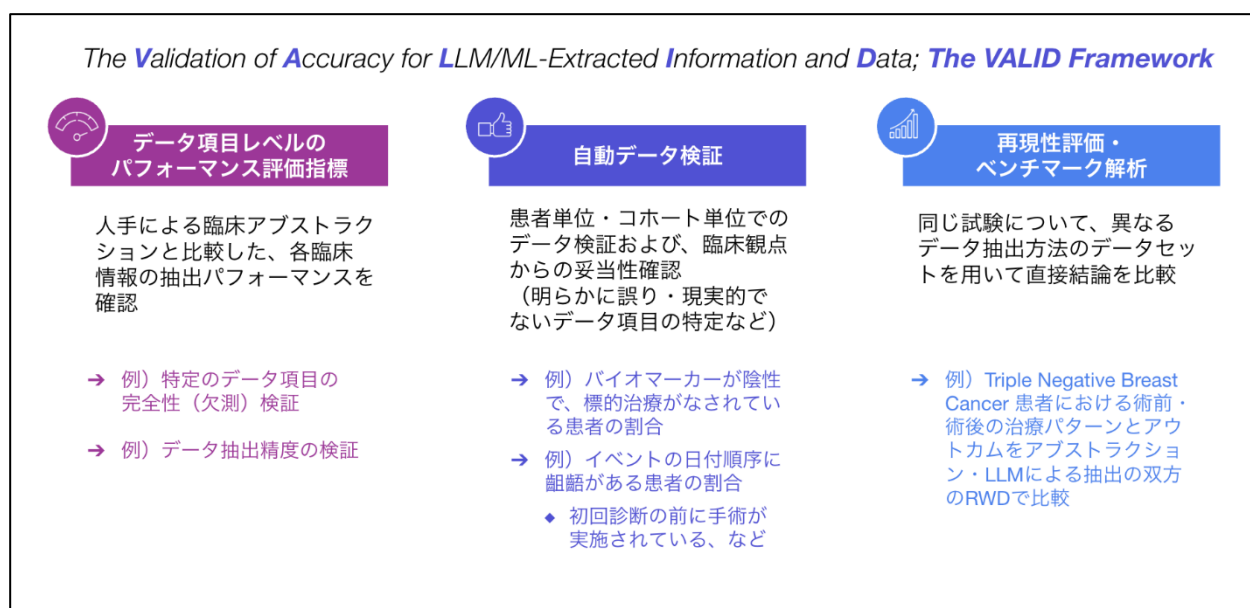 The Validation of Accuracy for LLM/ML-Extracted Information and Data; The VALID Framework
データ項目レベルの
パフォーマンス評価指標
人手による臨床アブストラク
ションと比較した、各臨床
情報の抽出パフォーマンスを
確認
➔ 例）特定のデータ項目の
完全性（欠測）検証
➔ 例）データ抽出精度の検証
自動データ検証
患者単位・コホート単位での
データ検証および、臨床観点
からの妥当性確認
（明らかに誤り・現実的で
ないデータ項目の特定など）
➔ 例）バイオマーカーが陰性
で、標的治療がなされてい
る患者の割合
➔ 例）イベントの日付順序に
齟齬がある患者の割合
◆ 初回診断の前に手術が
実施されている、など
再現性評価・
ベンチマーク解析
同じ試験について、異なる
データ抽出方法のデータセッ
トを用いて直接結論を比較
➔ 例）Triple Negative Breast
Cancer 患者における術前・
術後の治療パターンとアウ
トカムをアブストラクショ
ン・LLMによる抽出の双方
のRWDで比較